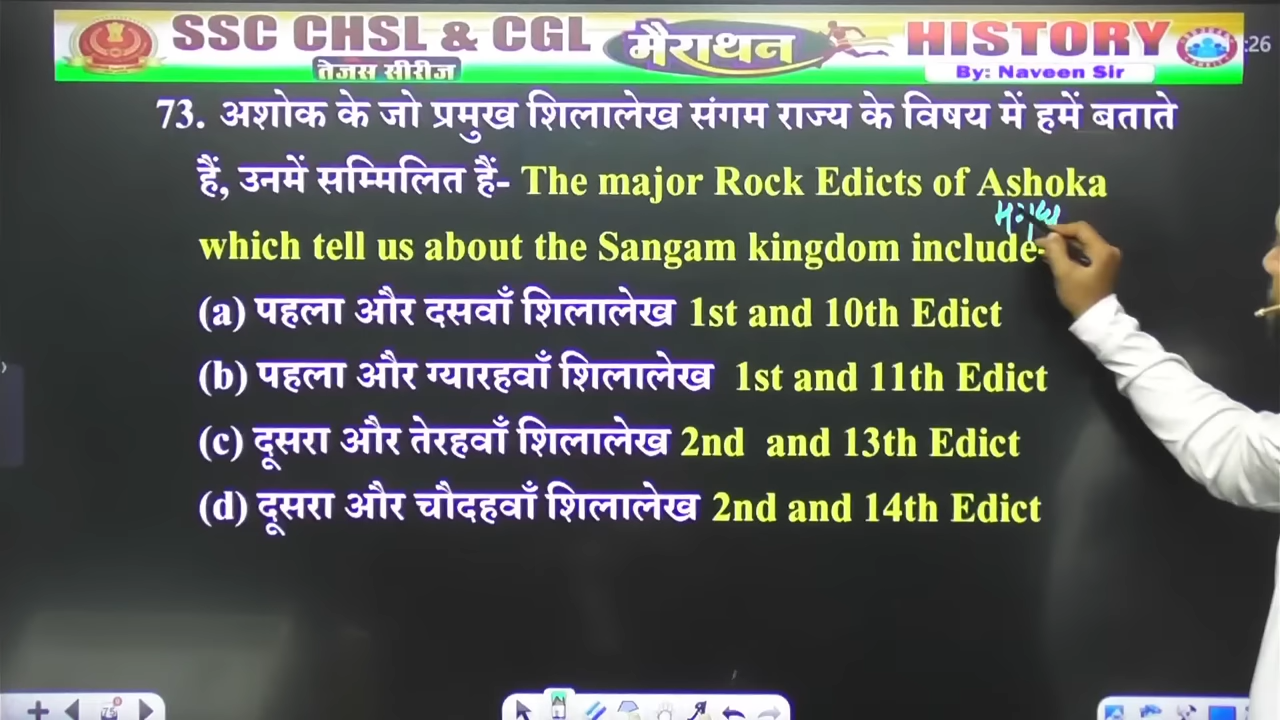 SSC CHSL & CGL
तेजस सीरीज
मैराथन
HISTORY
By: Naveen Sir
:26
73. अशोक के जो प्रमुख शिलालेख संगम राज्य के विषय में हमें बताते
हैं, उनमें सम्मिलित हैं- The major Rock Edicts of Ashoka
which tell us about the Sangam kingdom include-
(a) पहला और दसवाँ शिलालेख 1st and 10th Edict
(b) पहला और ग्यारहवाँ शिलालेख 1st and 11th Edict
(c) दूसरा और तेरहवाँ शिलालेख 2nd and 13th Edict
(d) दूसरा और चौदहवाँ शिलालेख 2nd and 14th Edict